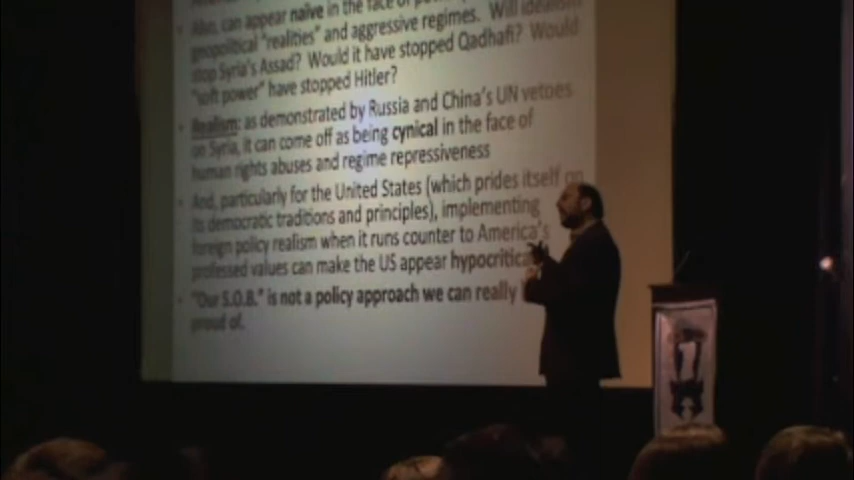 Also, can appear naïve in the face of
geopolitical "realities" and aggressive regimes. Will idealism
stop Syria's Assad? Would it have stopped Qadhafi? Would
"soft power" have stopped Hitler?
Realism: as demonstrated by Russia and China's UN vetoes
on Syria, it can come off as being cynical in the face of
human rights abuses and regime repressiveness
And, particularly for the United States (which prides itself on
its democratic traditions and principles), implementing
foreign policy realism when it runs counter to America's
professed values can make the US appear hypocritical
"Our S.O.B." is not a policy approach we can really
proud of.